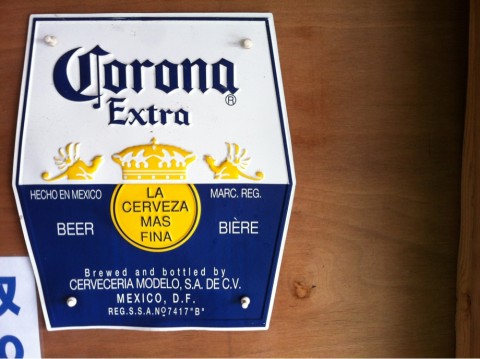 Corona®
Extra
HECHO EN MEXICO
MARC. REG.
LA
CERVEZA
MAS
FINA
BEER
BIÈRE
Brewed and bottled by
CERVECERIA MODELO, S.A. DE C.V.
MEXICO, D.F.
REG.S.S.A.Nº7417"B"